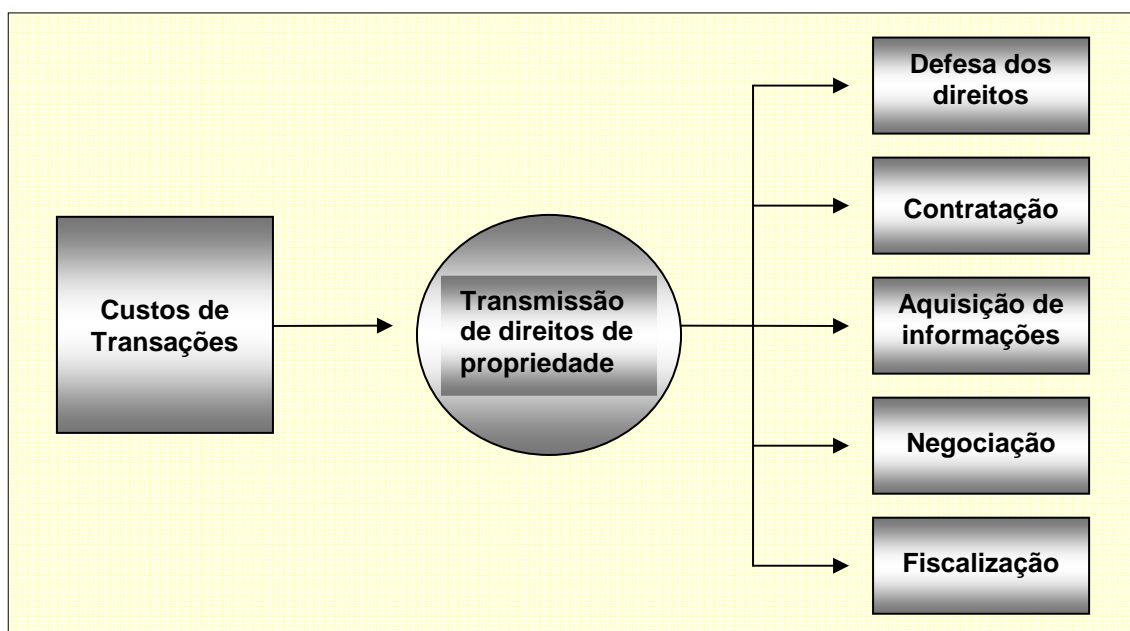 Custos de
Transações
Transmissão
de direitos de
propriedade
Defesa dos
direitos
Contratação
Aquisição de
informações
Negociação
Fiscalização